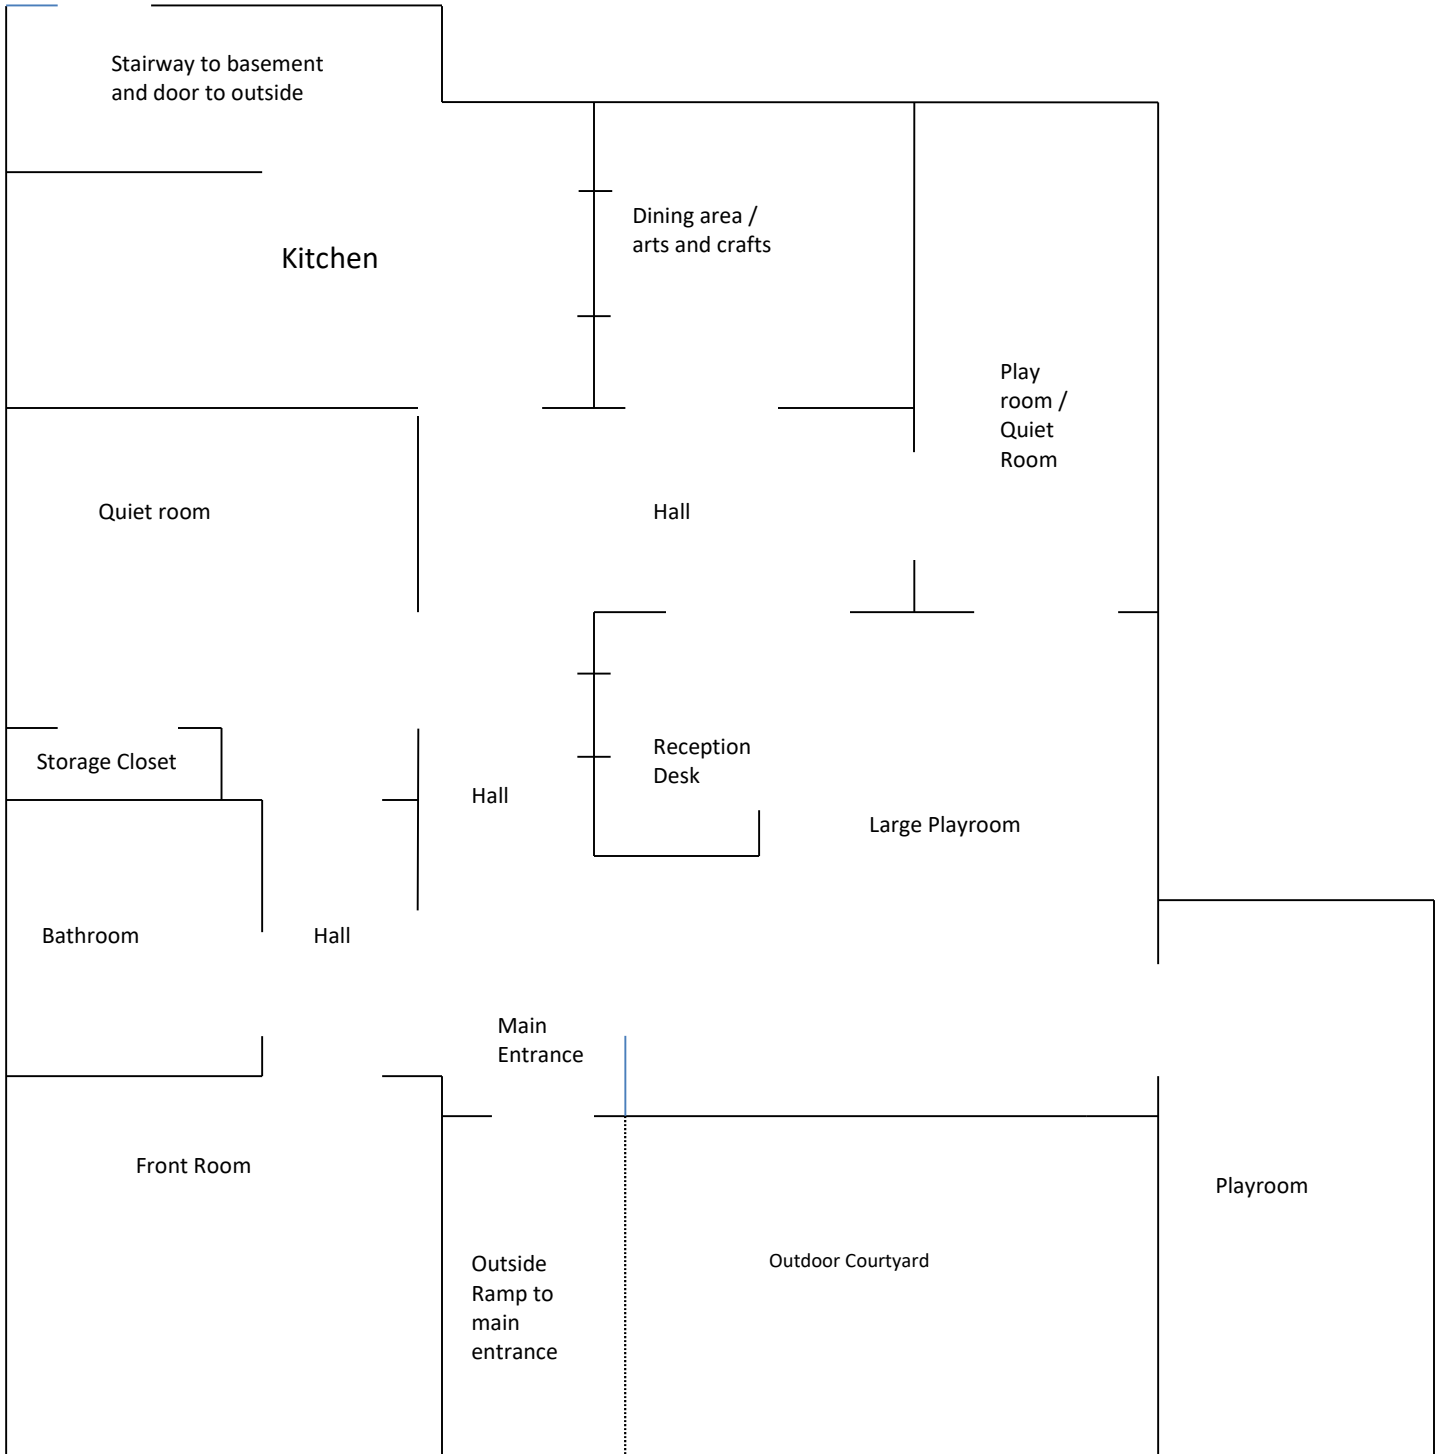 Stairway to basement
and door to outside
Dining area /
arts and crafts
Kitchen
Play
room /
Quiet
Room
Quiet room
Hall
Reception
Desk
Storage Closet
Hall
Large Playroom
Bathroom
Hall
Main
Entrance
Front Room
Playroom
Outside
Ramp to
main
entrance
Outdoor Courtyard